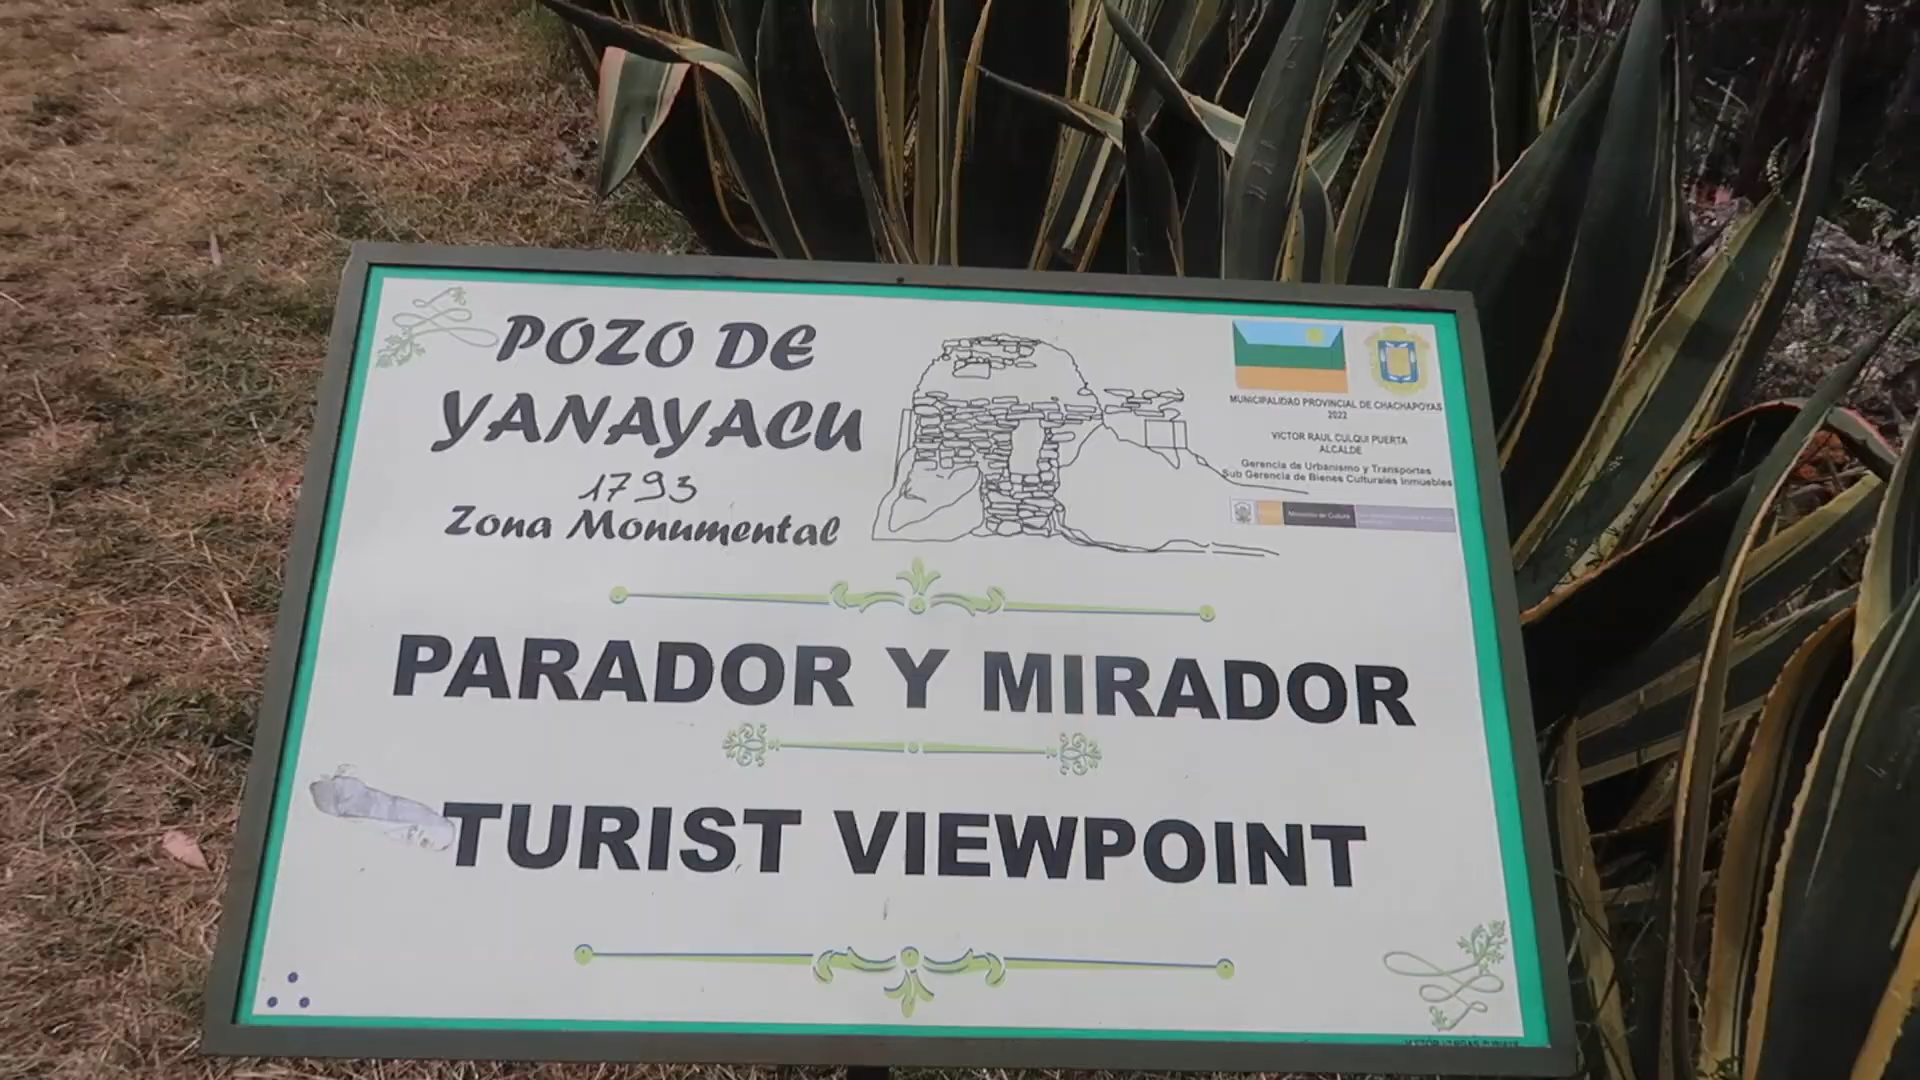 POZO DE
YANAYACU
1793
Zona Monumental
MUNICIPALIDAD PROVINCIAL DE CHACHAPOYAS
2022
VICTOR RAUL CULQUI PUERTA
ALCALDE
Gerencia de Urbanismo y Transportes
Sub Gerencia de Bienes Culturales Inmuebles
Ministerio de Cultura
PARADOR Y MIRADOR
TURIST VIEWPOINT